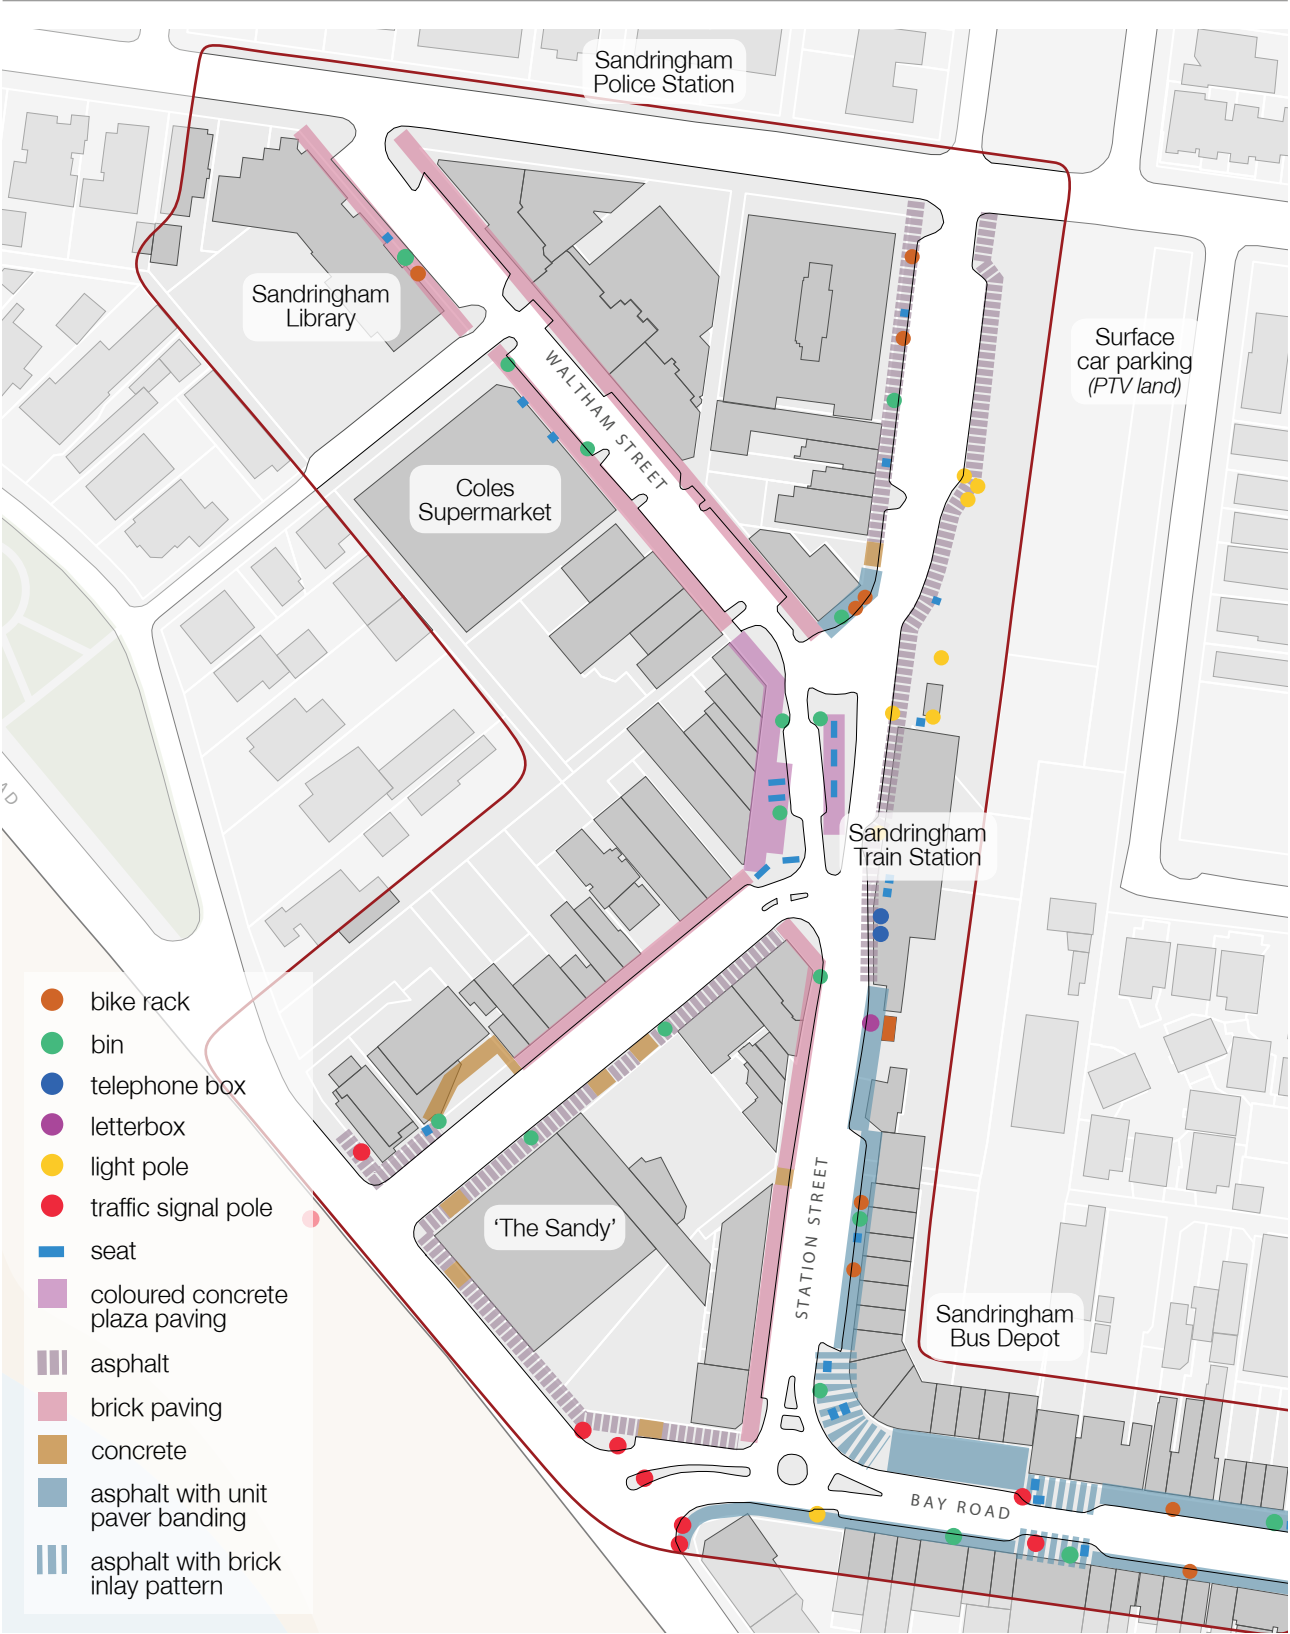 Sandringham
Police Station
Sandringham
Library
Surface
car parking
(PTV land)
WALTHAM STREET
Coles
Supermarket
AD
Sandringham
Train Station
bike rack
bin
telephone box
letterbox
light pole
traffic signal pole
seat
coloured concrete
plaza paving
asphalt
brick paving
concrete
asphalt with unit
paver banding
asphalt with brick
inlay pattern
'The Sandy'
STATION STREET
Sandringham
Bus Depot
BAY ROAD